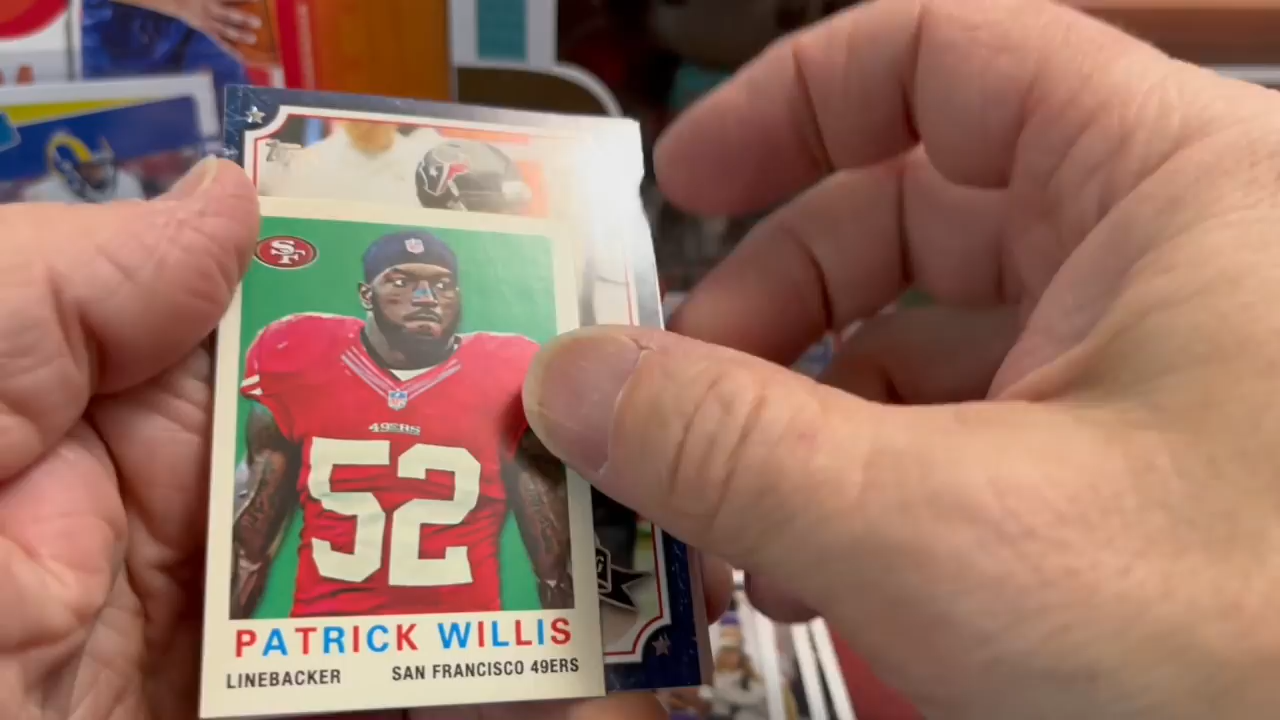 SF
49ERS
52
PATRICK WILLIS
LINEBACKER SAN FRANCISCO 49ERS